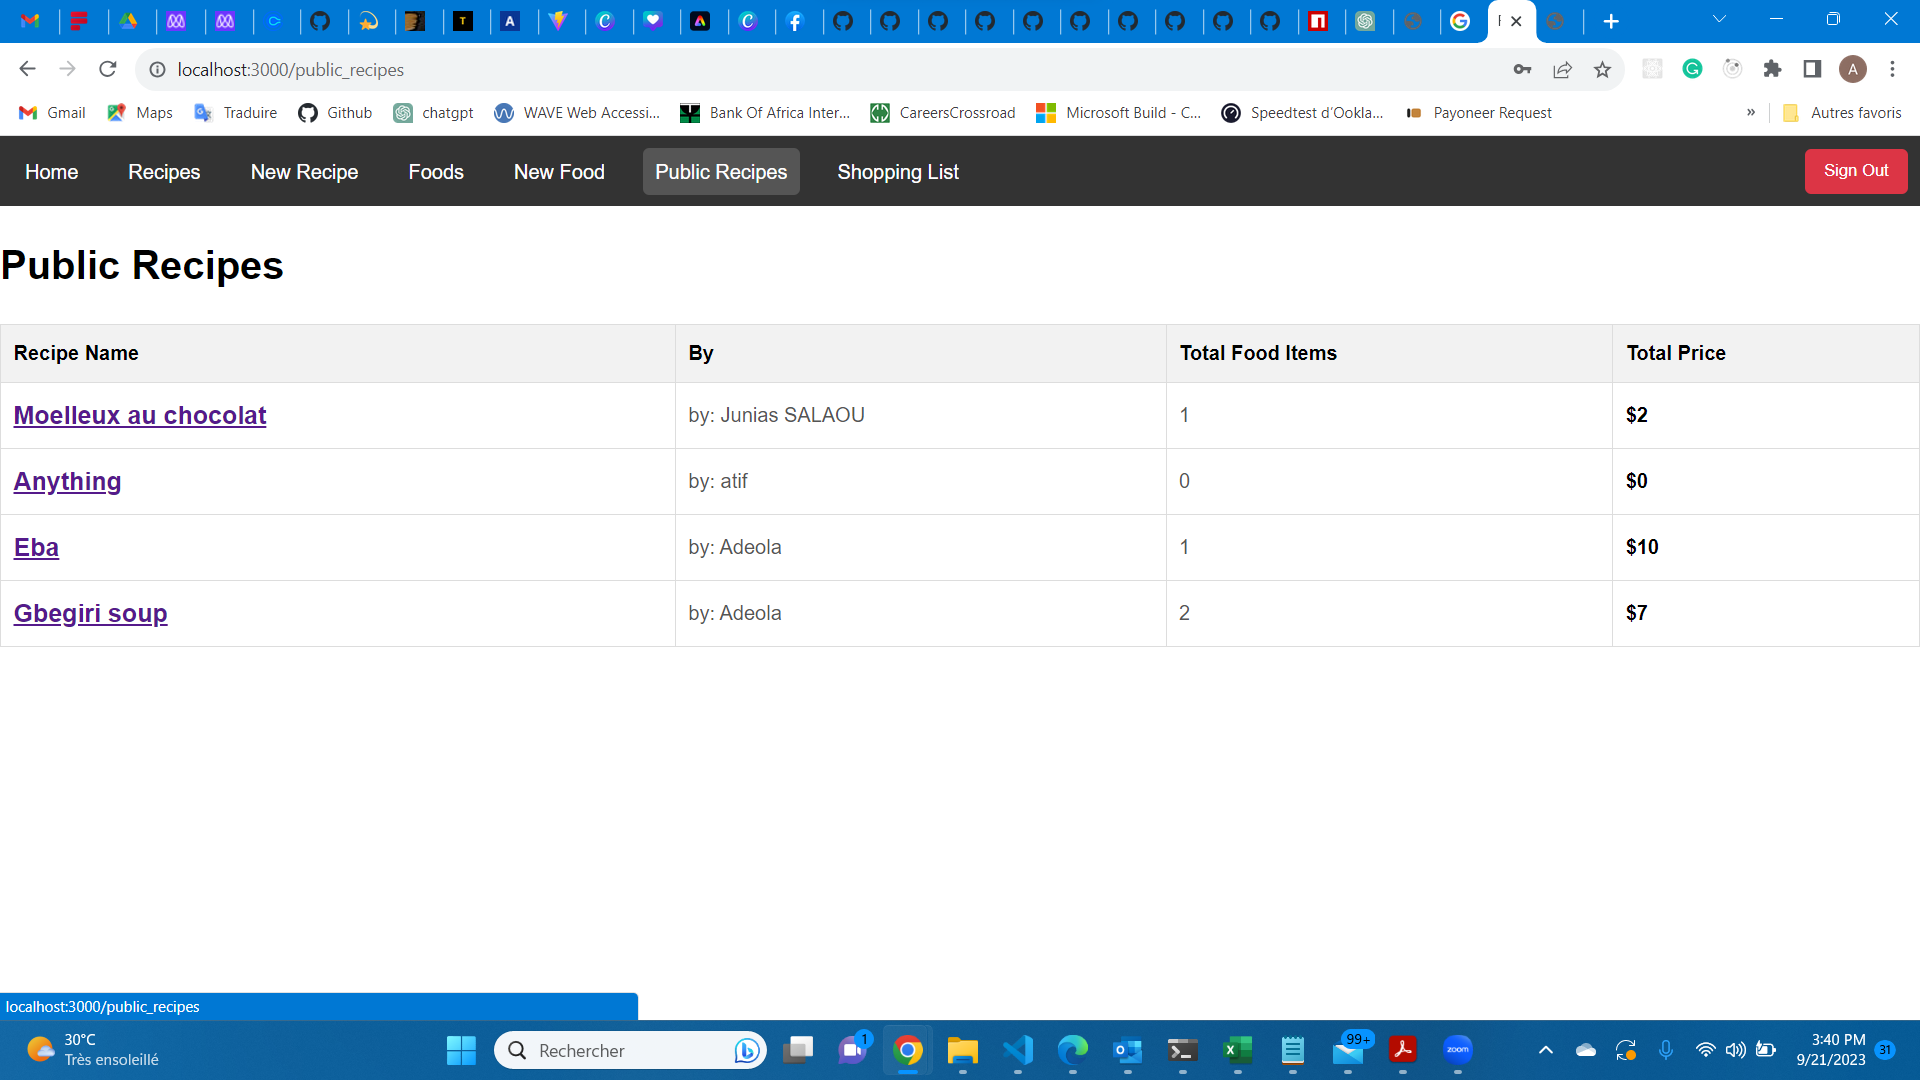 localhost:3000/public_recipes
Gmail Maps Traduire Github chatgpt WAVE Web Accessi... Bank Of Africa Inter... CareersCrossroad Microsoft Build - C... Speedtest d'Ookla... Payoneer Request » Autres favoris
Home Recipes New Recipe Foods New Food Public Recipes Shopping List Sign Out
Public Recipes
Recipe Name By Total Food Items Total Price
Moelleux au chocolat by: Junias SALAOU 1 $2
Anything by: atif 0 $0
Eba by: Adeola 1 $10
Gbegiri soup by: Adeola 2 $7
localhost:3000/public_recipes
30°C
Très ensoleillé
Rechercher
1
99+
zoom
3:40 PM
9/21/2023
31